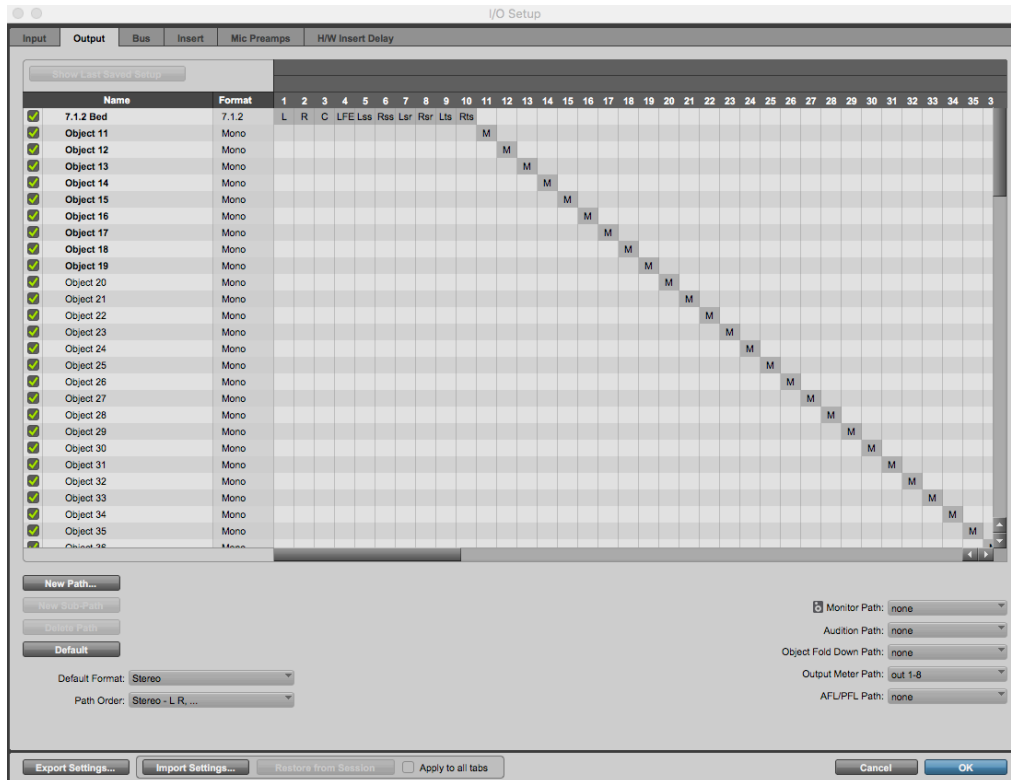 I/O Setup
Input Output Bus Insert Mic Preamps H/W Insert Delay
Show Last Saved Setup
Name Format 1 2 3 4 5 6 7 8 9 10 11 12 13 14 15 16 17 18 19 20 21 22 23 24 25 26 27 28 29 30 31 32 33 34 35 3
7.1.2 Bed 7.1.2 L R C LFE Lss Rss Lsr Rsr Lts Rts
Object 11 Mono M
Object 12 Mono M
Object 13 Mono M
Object 14 Mono M
Object 15 Mono M
Object 16 Mono M
Object 17 Mono M
Object 18 Mono M
Object 19 Mono M
Object 20 Mono M
Object 21 Mono M
Object 22 Mono M
Object 23 Mono M
Object 24 Mono M
Object 25 Mono M
Object 26 Mono M
Object 27 Mono M
Object 28 Mono M
Object 29 Mono M
Object 30 Mono M
Object 31 Mono M
Object 32 Mono M
Object 33 Mono M
Object 34 Mono M
Object 35 Mono M
Object 36 Mono
New Path...
New Sub-Path
Delete Path
Default
Default Format: Stereo
Path Order: Stereo - L R, ...
Monitor Path: none
Audition Path: none
Object Fold Down Path: none
Output Meter Path: out 1-8
AFL/PFL Path: none
Export Settings... Import Settings... Restore from Session Apply to all tabs Cancel OK